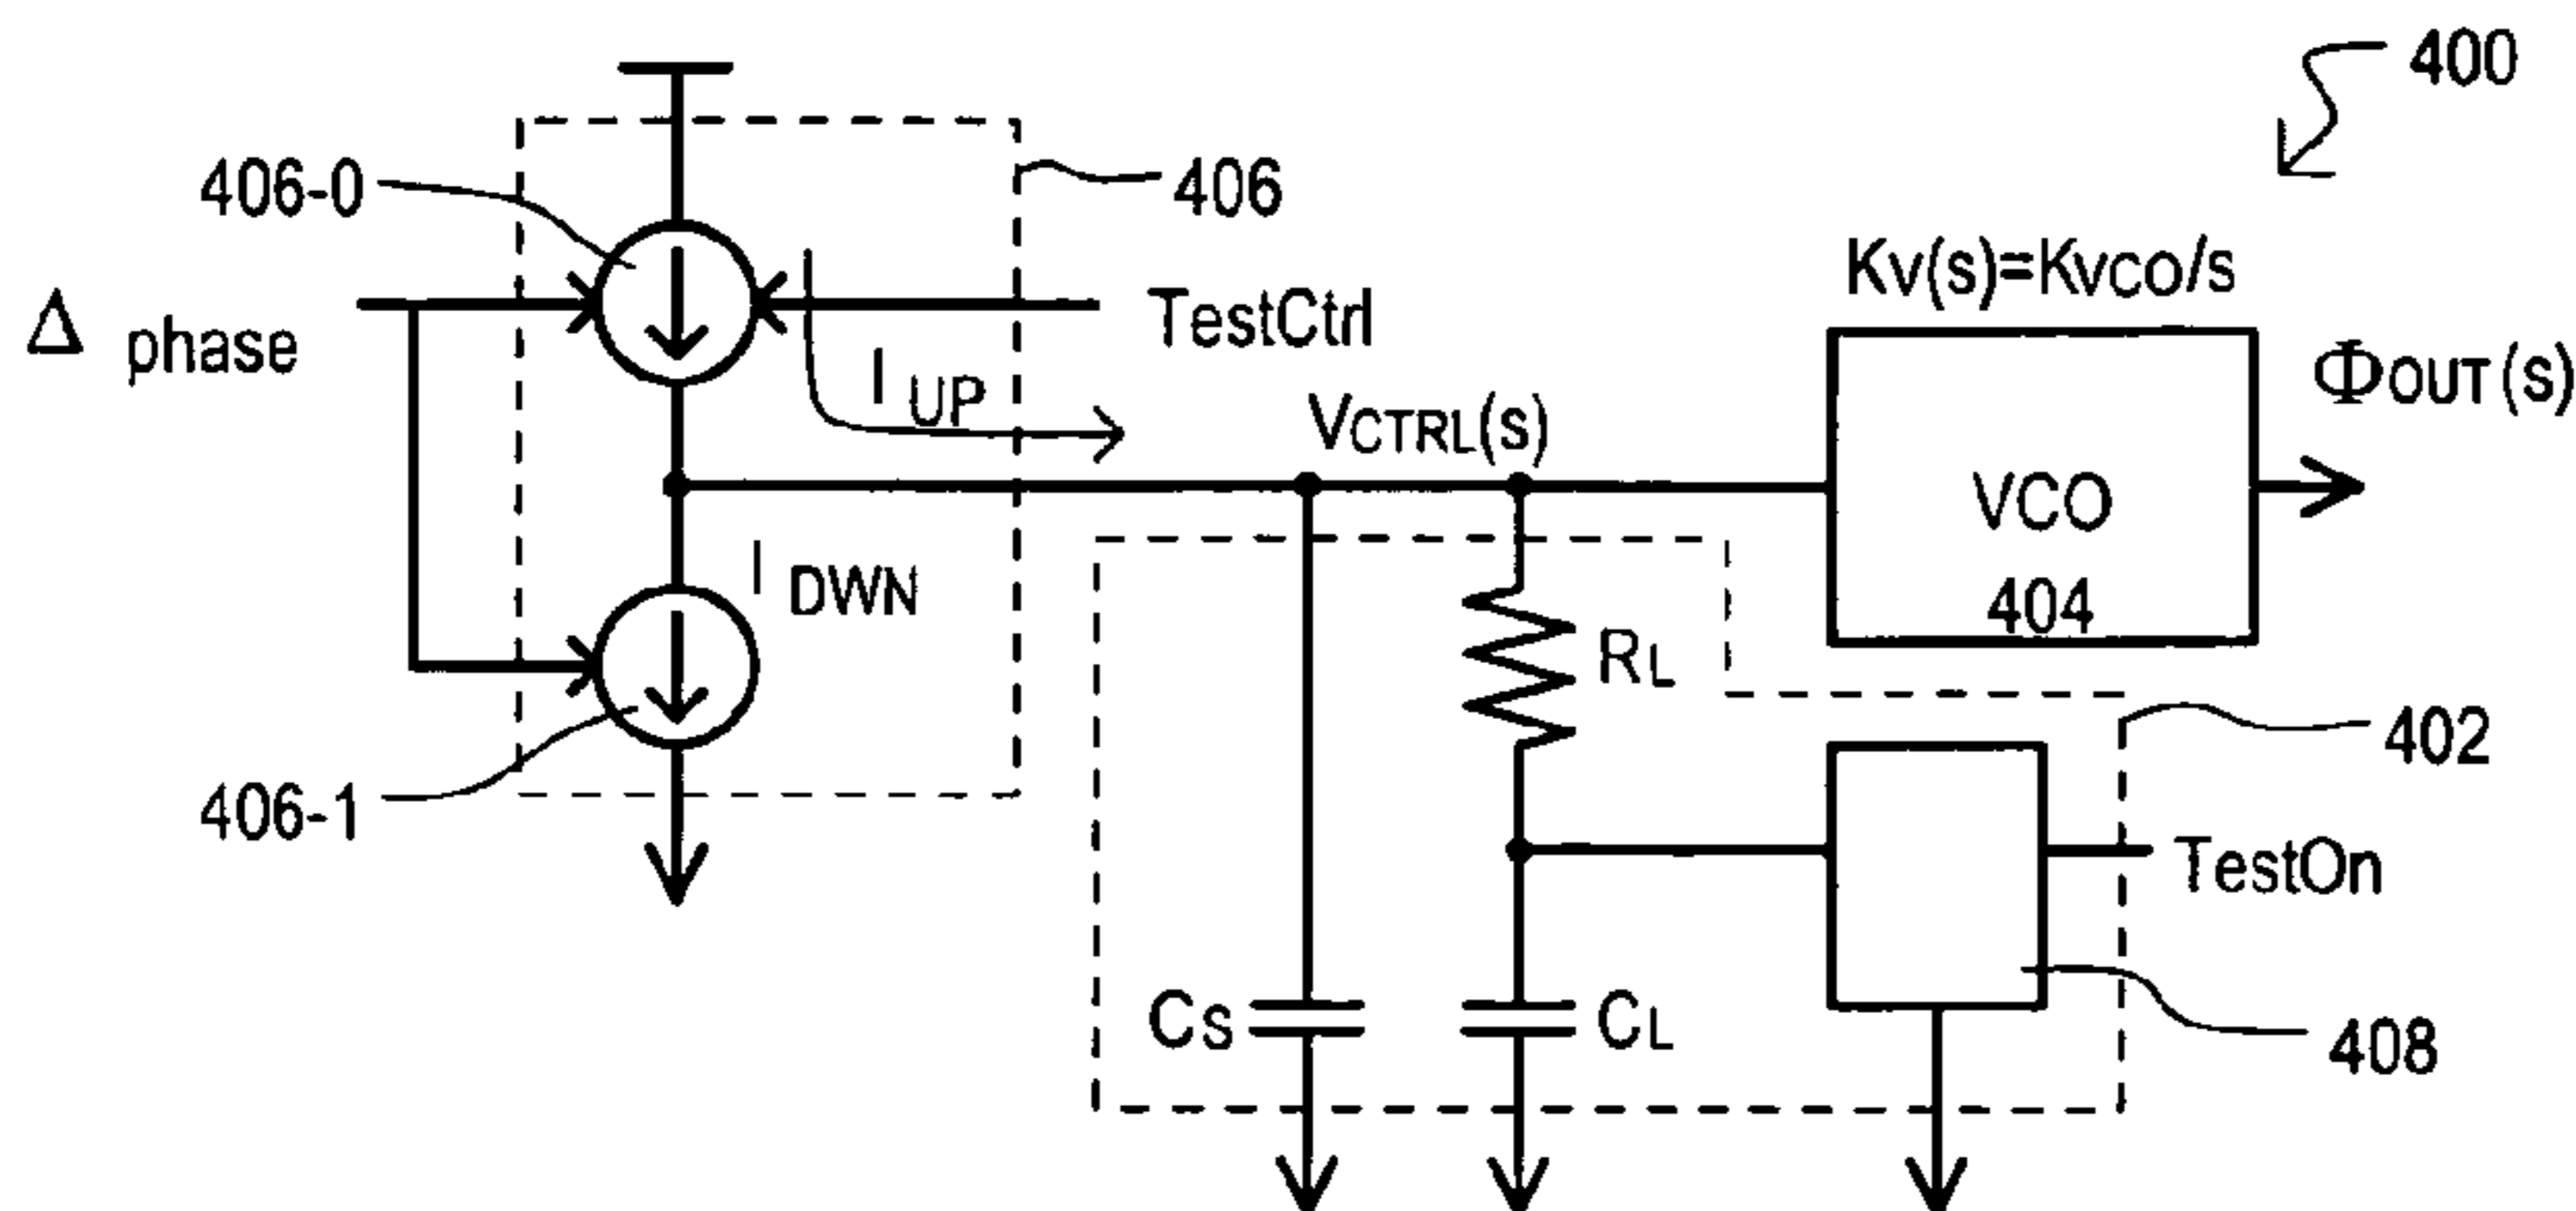 400
406-0
406
KV(s)=KVCO/s
Δ phase
TestCtrl
I UP
ΦOUT(s)
VCTRL(s)
VCO
404
I DWN
RL
402
406-1
TestOn
CS
CL
408